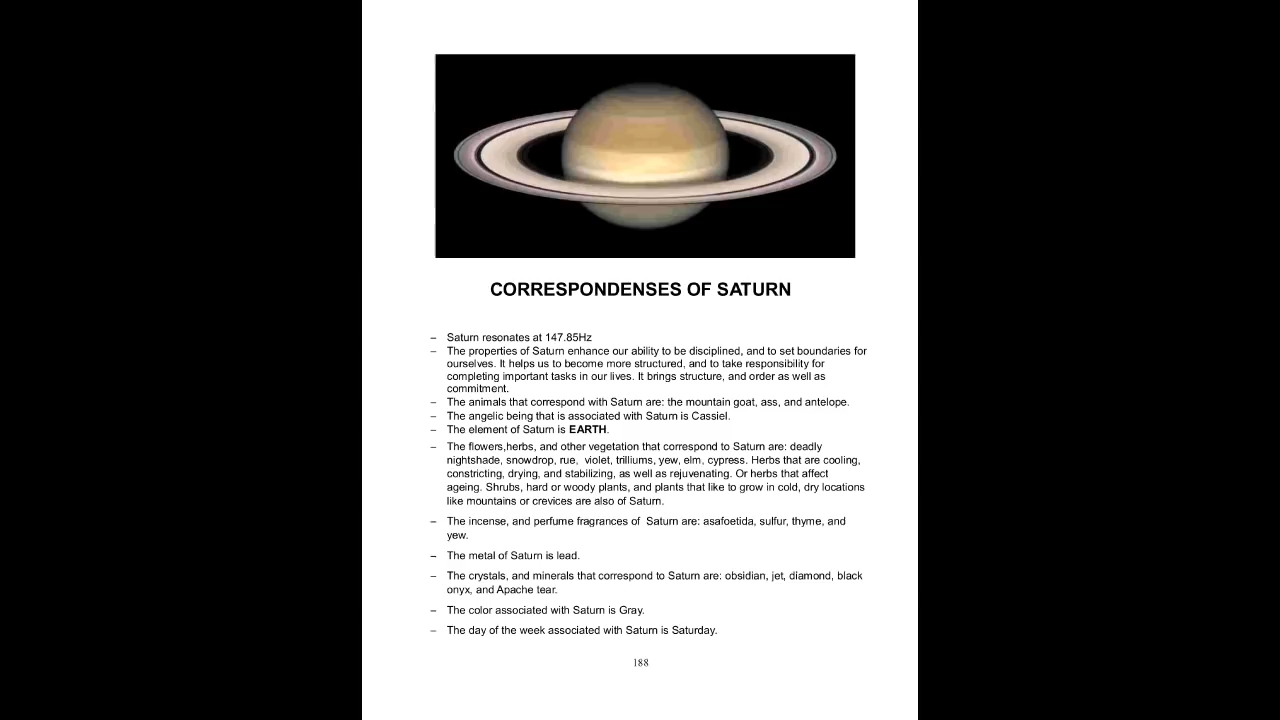 CORRESPONDENSES OF SATURN
– Saturn resonates at 147.85Hz
– The properties of Saturn enhance our ability to be disciplined, and to set boundaries for
ourselves. It helps us to become more structured, and to take responsibility for
completing important tasks in our lives. It brings structure, and order as well as
commitment.
– The animals that correspond with Saturn are: the mountain goat, ass, and antelope.
– The angelic being that is associated with Saturn is Cassiel.
– The element of Saturn is EARTH.
– The flowers,herbs, and other vegetation that correspond to Saturn are: deadly
nightshade, snowdrop, rue,  violet, trilliums, yew, elm, cypress. Herbs that are cooling,
constricting, drying, and stabilizing, as well as rejuvenating. Or herbs that affect
ageing. Shrubs, hard or woody plants, and plants that like to grow in cold, dry locations
like mountains or crevices are also of Saturn.
– The incense, and perfume fragrances of  Saturn are: asafoetida, sulfur, thyme, and
yew.
– The metal of Saturn is lead.
– The crystals, and minerals that correspond to Saturn are: obsidian, jet, diamond, black
onyx, and Apache tear.
– The color associated with Saturn is Gray.
– The day of the week associated with Saturn is Saturday.
188